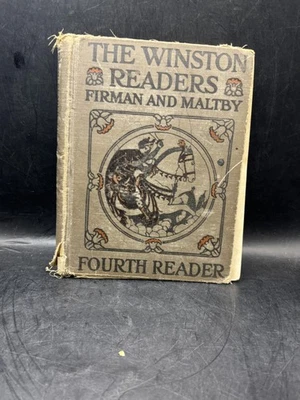 THE WINSTON
READERS
FIRMAN AND MALTBY
FOURTH READER